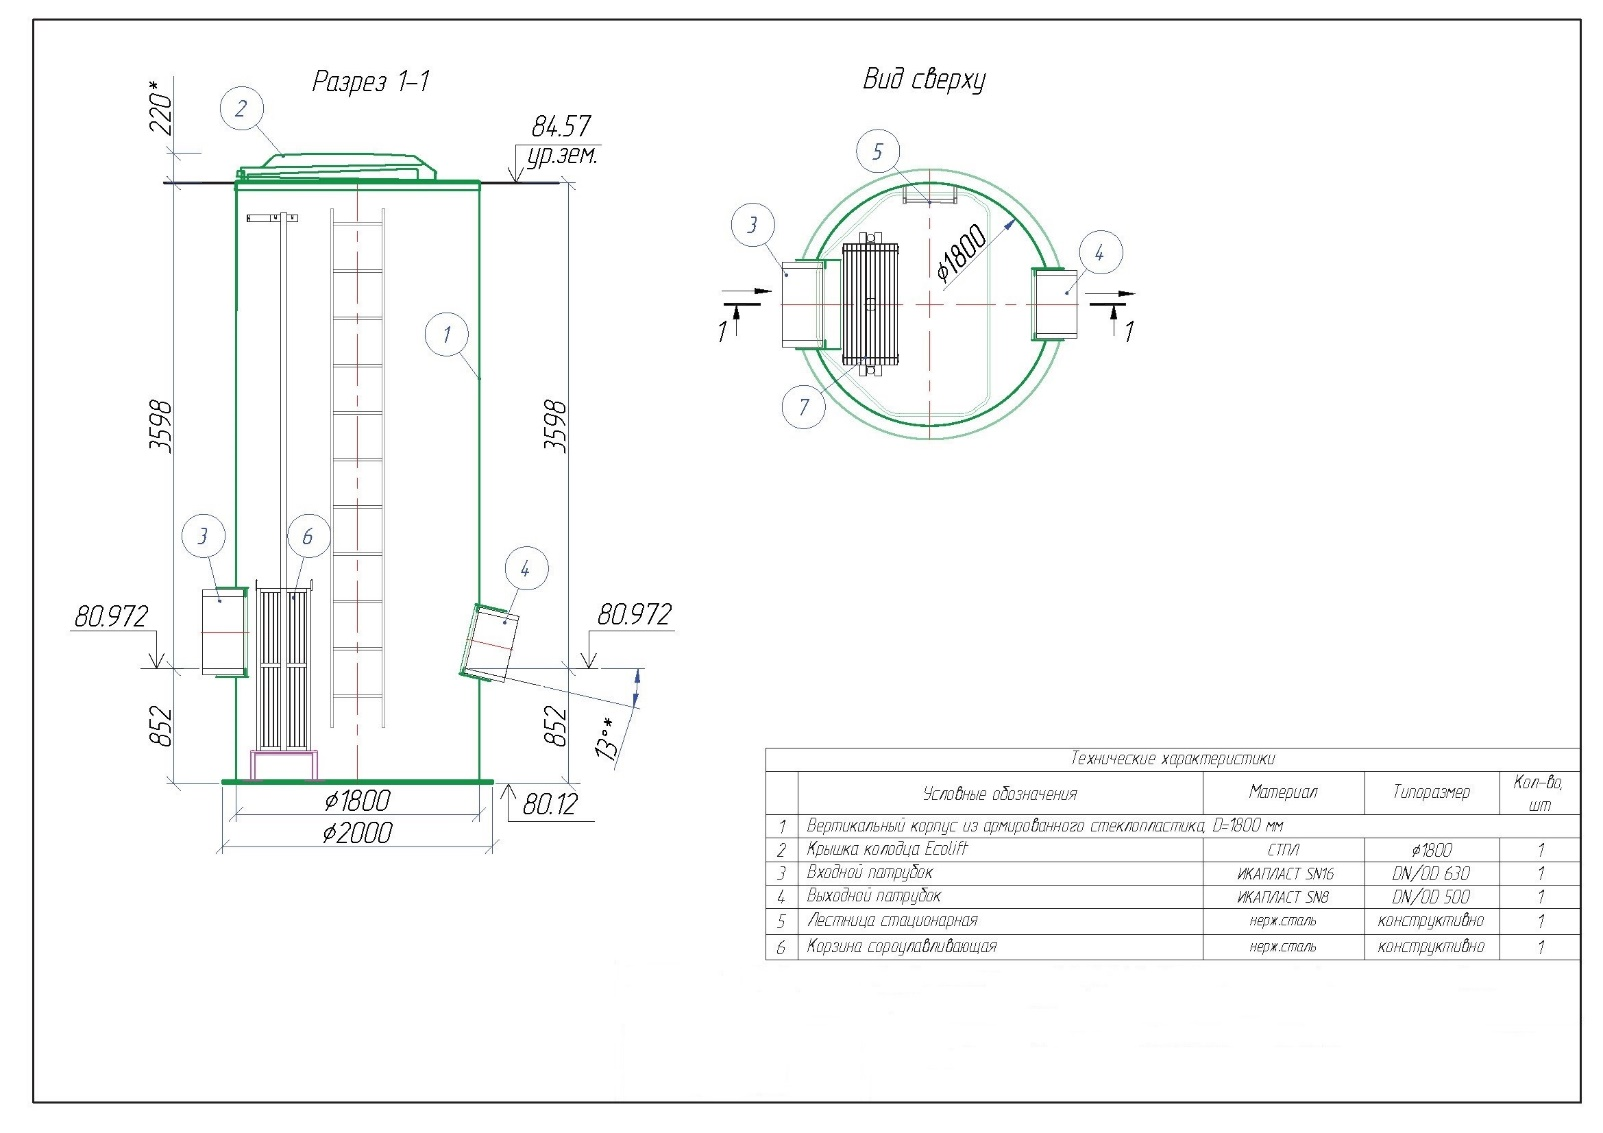 Разрез 1-1
Вид сверху
220*
2
84.57
ур.зем.
5
3
4
φ1800
1
1
7
1
3598
3598
3
6
4
80.972
80.972
852
852
13°*
φ1800
80.12
φ2000
Технические характеристики
Условные обозначения Материал Типоразмер Кол-во,
шт
1 Вертикальный корпус из армированного стеклопластика, D=1800 мм
2 Крышка колодца Ecolift СТПЛ φ1800 1
3 Входной патрубок ИКАПЛАСТ SN16 DN/OD 630 1
4 Выходной патрубок ИКАПЛАСТ SN8 DN/OD 500 1
5 Лестница стационарная нерж.сталь конструктивно 1
6 Корзина сороулавливающая нерж.сталь конструктивно 1